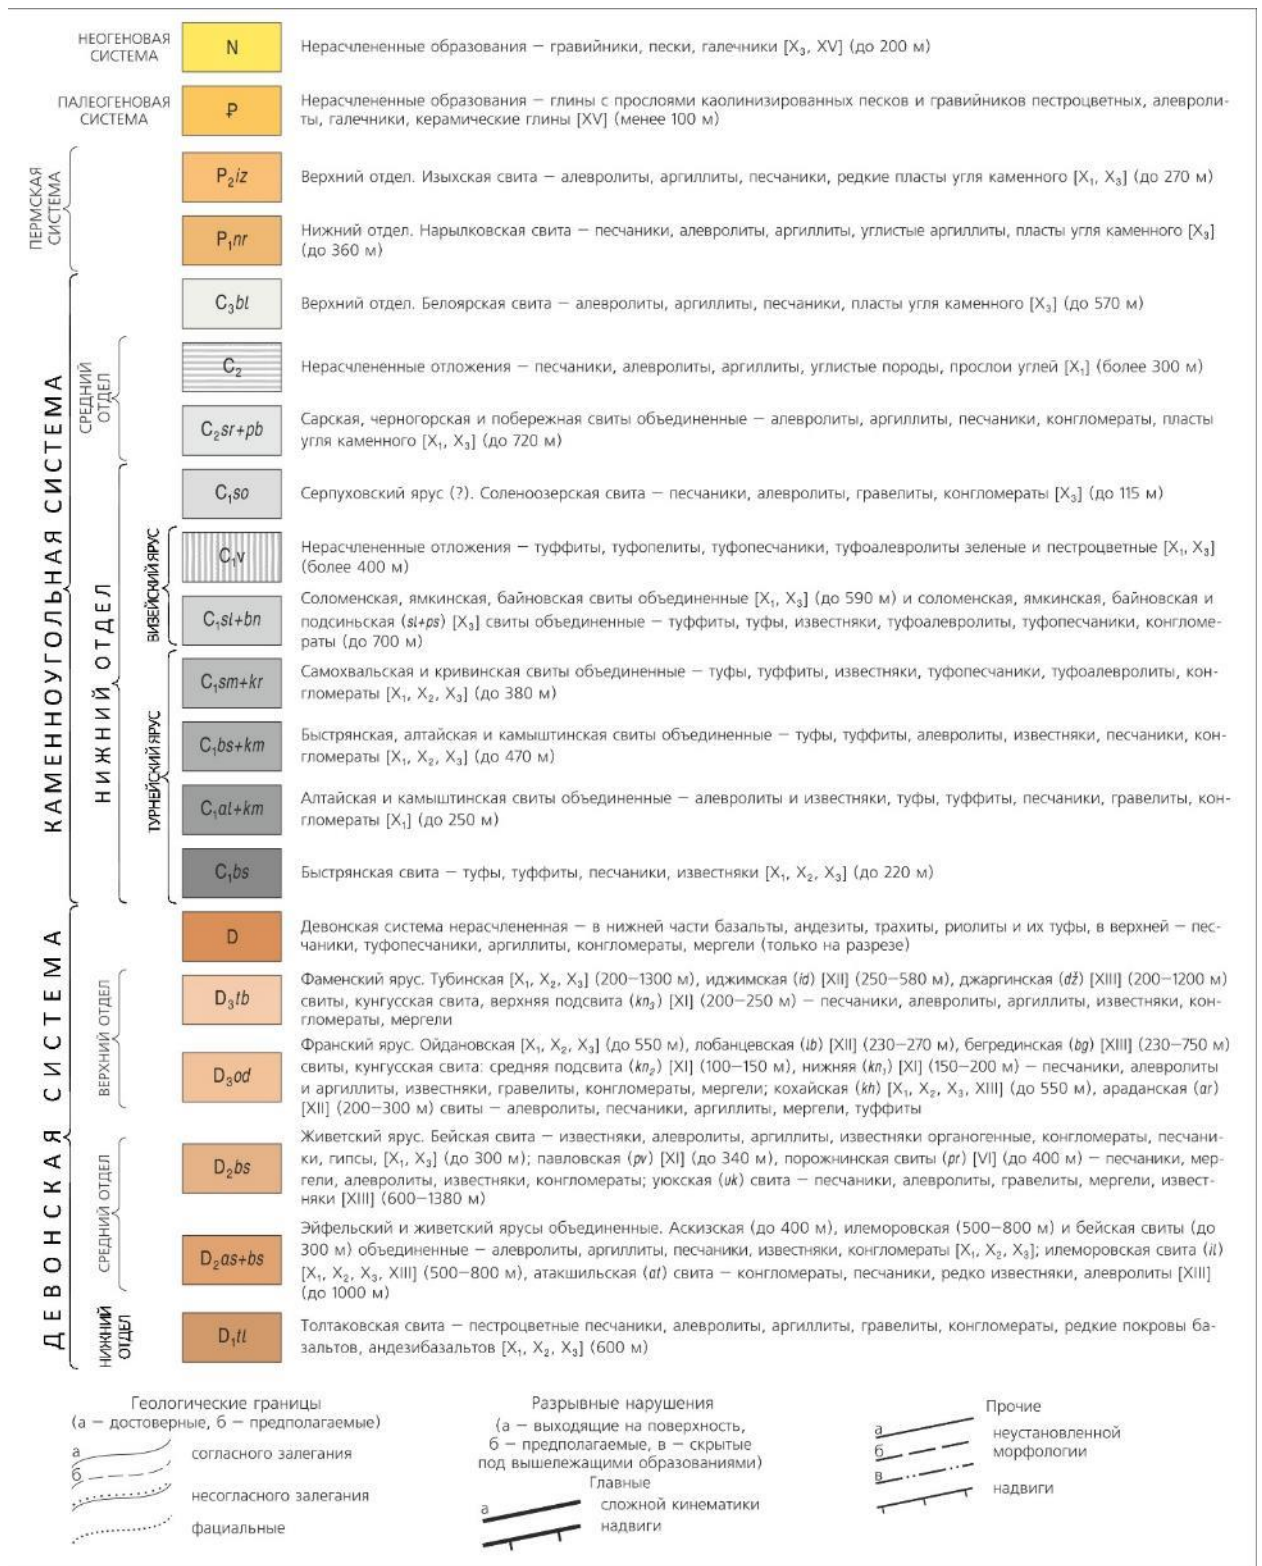 НЕОГЕНОВАЯ
СИСТЕМА
N
Нерасчлененные образования — гравийники, пески, галечники [X₃, XV] (до 200 м)
ПАЛЕОГЕНОВАЯ
СИСТЕМА
₽
Нерасчлененные образования — глины с прослоями каолинизированных песков и гравийников пестроцветных, алевроли-
ты, галечники, керамические глины [XV] (менее 100 м)
ПЕРМСКАЯ
СИСТЕМА
P₂iz
Верхний отдел. Изыхская свита — алевролиты, аргиллиты, песчаники, редкие пласты угля каменного [X₁, X₃] (до 270 м)
P₁nr
Нижний отдел. Нарылковская свита — песчаники, алевролиты, аргиллиты, углистые аргиллиты, пласты угля каменного [X₃]
(до 360 м)
КАМЕННОУГОЛЬНАЯ СИСТЕМА
C₃bl
Верхний отдел. Белоярская свита — алевролиты, аргиллиты, песчаники, пласты угля каменного [X₃] (до 570 м)
СРЕДНИЙ
ОТДЕЛ
C₂
Нерасчлененные отложения — песчаники, алевролиты, аргиллиты, углистые породы, прослои углей [X₁] (более 300 м)
C₂sr+pb
Сарская, черногорская и побережная свиты объединенные — алевролиты, аргиллиты, песчаники, конгломераты, пласты
угля каменного [X₁, X₃] (до 720 м)
НИЖНИЙ ОТДЕЛ
C₁so
Серпуховский ярус (?). Соленоозерская свита — песчаники, алевролиты, гравелиты, конгломераты [X₃] (до 115 м)
ВИЗЕЙСКИЙ ЯРУС
C₁v
Нерасчлененные отложения — туффиты, туфопелиты, туфопесчаники, туфоалевролиты зеленые и пестроцветные [X₁, X₃]
(более 400 м)
C₁sl+bn
Соломенская, ямкинская, байновская свиты объединенные [X₁, X₃] (до 590 м) и соломенская, ямкинская, байновская и
подсиньская (sl+ps) [X₃] свиты объединенные — туффиты, туфы, известняки, туфоалевролиты, туфопесчаники, конгломе-
раты (до 700 м)
ТУРНЕЙСКИЙ ЯРУС
C₁sm+kr
Самохвальская и кривинская свиты объединенные — туфы, туффиты, известняки, туфопесчаники, туфоалевролиты, кон-
гломераты [X₁, X₂, X₃] (до 380 м)
C₁bs+km
Быстрянская, алтайская и камыштинская свиты объединенные — туфы, туффиты, алевролиты, известняки, песчаники, кон-
гломераты [X₁, X₂, X₃] (до 470 м)
C₁al+km
Алтайская и камыштинская свиты объединенные — алевролиты и известняки, туфы, туффиты, песчаники, гравелиты, кон-
гломераты [X₁] (до 250 м)
C₁bs
Быстрянская свита — туфы, туффиты, песчаники, известняки [X₁, X₂, X₃] (до 220 м)
ДЕВОНСКАЯ СИСТЕМА
D
Девонская система нерасчлененная — в нижней части базальты, андезиты, трахиты, риолиты и их туфы, в верхней — пес-
чаники, туфопесчаники, аргиллиты, конгломераты, мергели (только на разрезе)
ВЕРХНИЙ ОТДЕЛ
D₃tb
Фаменский ярус. Тубинская [X₁, X₂, X₃] (200—1300 м), иджимская (id) [XII] (250—580 м), джаргинская (dž) [XIII] (200—1200 м)
свиты, кунгусская свита, верхняя подсвита (kn₃) [XI] (200—250 м) — песчаники, алевролиты, аргиллиты, известняки, кон-
гломераты, мергели
D₃od
Франский ярус. Ойдановская [X₁, X₂, X₃] (до 550 м), лобанцевская (lb) [XII] (230—270 м), бегрединская (bg) [XIII] (230—750 м)
свиты, кунгусская свита: средняя подсвита (kn₂) [XI] (100—150 м), нижняя (kn₁) [XI] (150—200 м) — песчаники, алевролиты
и аргиллиты, известняки, гравелиты, конгломераты, мергели; кохайская (kh) [X₁, X₂, X₃, XIII] (до 550 м), араданская (ar)
[XII] (200—300 м) свиты — алевролиты, песчаники, аргиллиты, мергели, туффиты
СРЕДНИЙ ОТДЕЛ
D₂bs
Живетский ярус. Бейская свита — известняки, алевролиты, аргиллиты, известняки органогенные, конгломераты, песчани-
ки, гипсы, [X₁, X₃] (до 300 м); павловская (pv) [XI] (до 340 м), порожнинская свиты (pr) [VI] (до 400 м) — песчаники, мер-
гели, алевролиты, известняки, конгломераты; уюкская (uk) свита — песчаники, алевролиты, гравелиты, мергели, извест-
няки [XIII] (600—1380 м)
D₂as+bs
Эйфельский и живетский ярусы объединенные. Аскизская (до 400 м), илеморовская (500—800 м) и бейская свиты (до
300 м) объединенные — алевролиты, аргиллиты, песчаники, известняки, конгломераты [X₁, X₂, X₃]; илеморовская свита (il)
[X₁, X₂, X₃, XIII] (500—800 м), атакшильская (at) свита — конгломераты, песчаники, редко известняки, алевролиты [XIII]
(до 1000 м)
НИЖНИЙ
ОТДЕЛ
D₁tl
Толтаковская свита — пестроцветные песчаники, алевролиты, аргиллиты, гравелиты, конгломераты, редкие покровы ба-
зальтов, андезибазальтов [X₁, X₂, X₃] (600 м)
Геологические границы
(а — достоверные, б — предполагаемые)
а
согласного залегания
б
несогласного залегания
фациальные
Разрывные нарушения
(а — выходящие на поверхность,
б — предполагаемые, в — скрытые
под вышележащими образованиями)
Главные
а
сложной кинематики
надвиги
Прочие
а
неустановленной
б
морфологии
в
надвиги